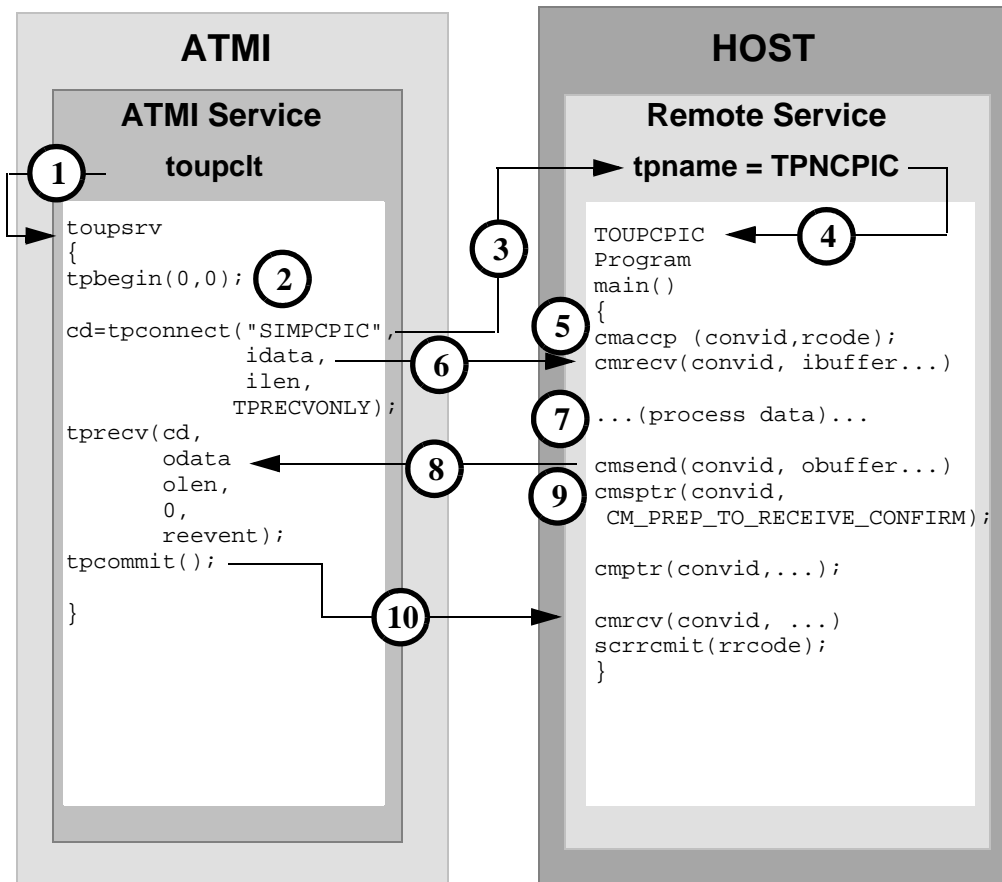 ATMI
ATMI Service
toupclt
1
toupsrv
{
tpbegin(0,0);
2
cd=tpconnect("SIMPCPIC",
idata,
ilen,
TPRECVONLY);
tprecv(cd,
odata
olen,
0,
reevent);
tpcommit();
}
3
6
8
10
HOST
Remote Service
tpname = TPNCPIC
4
TOUPCPIC
Program
main()
{
5
cmaccp (convid,rcode);
cmrecv(convid, ibuffer...)
7
...(process data)...
cmsend(convid, obuffer...)
9
cmsptr(convid,
CM_PREP_TO_RECEIVE_CONFIRM);
cmptr(convid,...);
cmrcv(convid, ...)
scrrcmit(rrcode);
}